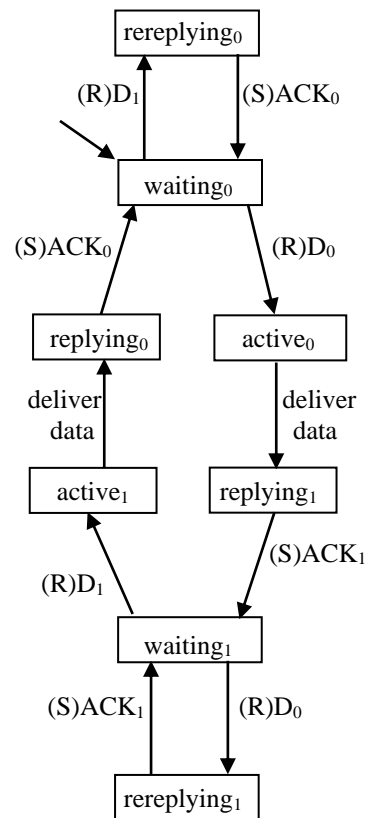 rereplying₀
(R)D₁ (S)ACK₀
waiting₀
(S)ACK₀ (R)D₀
replying₀ active₀
deliver deliver
data data
active₁ replying₁
(R)D₁ (S)ACK₁
waiting₁
(S)ACK₁ (R)D₀
rereplying₁